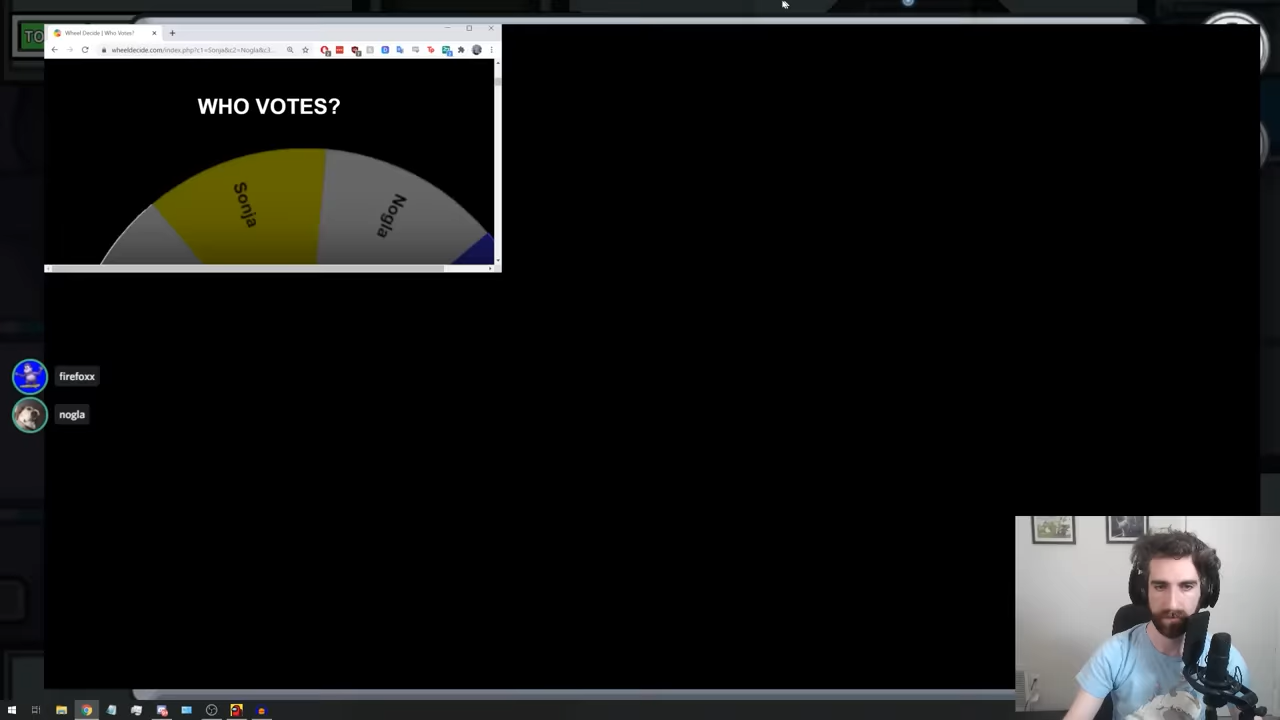 TO
Wheel Decide | Who Votes?
wheeldecide.com/index.php?c1=Sonja&c2=Nogla&c3...
WHO VOTES?
Sonja
Nogla
firefoxx
nogla